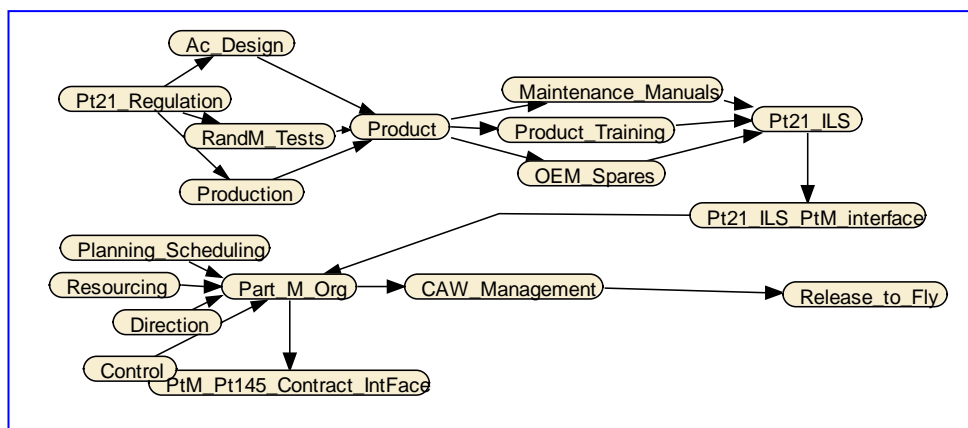 Ac_Design
Pt21_Regulation
Maintenance_Manuals
RandM_Tests
Product
Product_Training
Pt21_ILS
Production
OEM_Spares
Pt21_ILS_PtM_interface
Planning_Scheduling
Resourcing
Part_M_Org
CAW_Management
Release_to_Fly
Direction
Control
PtM_Pt145_Contract_IntFace